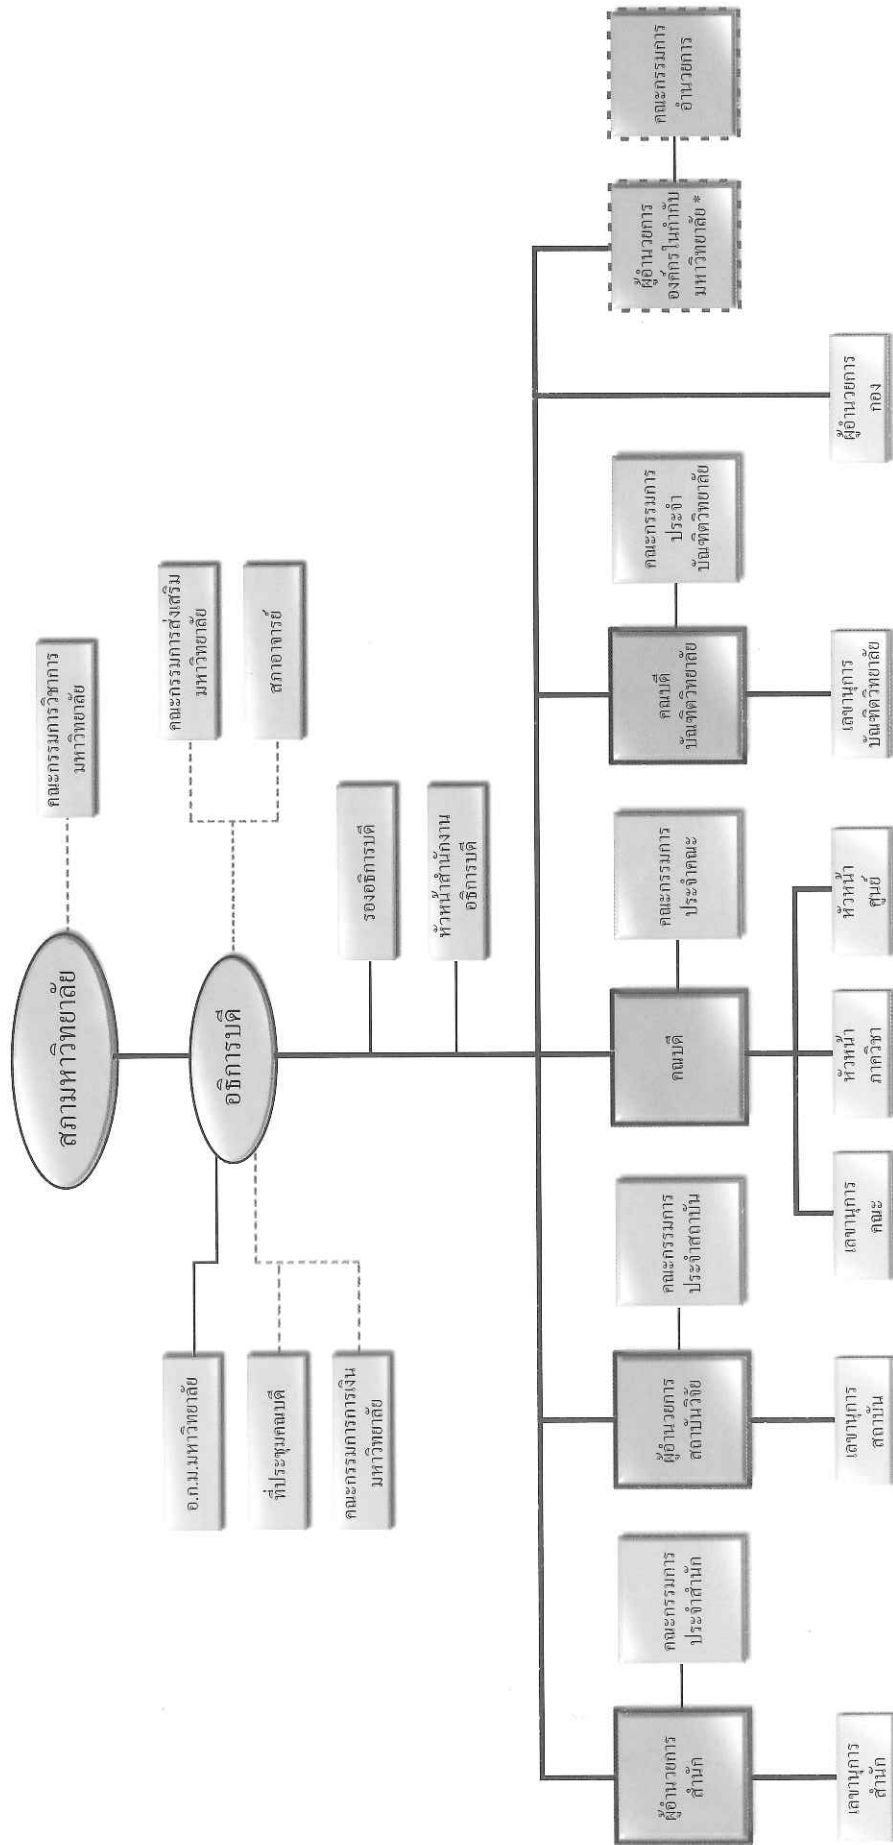 สภามหาวิทยาลัย
คณะกรรมการวิชาการ
มหาวิทยาลัย
อธิการบดี
คณะกรรมการส่งเสริม
มหาวิทยาลัย
สภาอาจารย์
อ.ก.ม.มหาวิทยาลัย
ที่ประชุมคณบดี
คณะกรรมการการเงิน
มหาวิทยาลัย
รองอธิการบดี
หัวหน้าสำนักงาน
อธิการบดี
ผู้อำนวยการ
สำนัก
คณะกรรมการ
ประจำสำนัก
ผู้อำนวยการ
สถาบันวิจัย
คณะกรรมการ
ประจำสถาบัน
คณบดี
คณะกรรมการ
ประจำคณะ
คณบดี
บัณฑิตวิทยาลัย
คณะกรรมการ
ประจำ
บัณฑิตวิทยาลัย
ผู้อำนวยการ
องค์กรในกำกับ
มหาวิทยาลัย *
คณะกรรมการ
อำนวยการ
เลขานุการ
สำนัก
เลขานุการ
สถาบัน
เลขานุการ
คณะ
หัวหน้า
ภาควิชา
หัวหน้า
ศูนย์
เลขานุการ
บัณฑิตวิทยาลัย
ผู้อำนวยการ
กอง